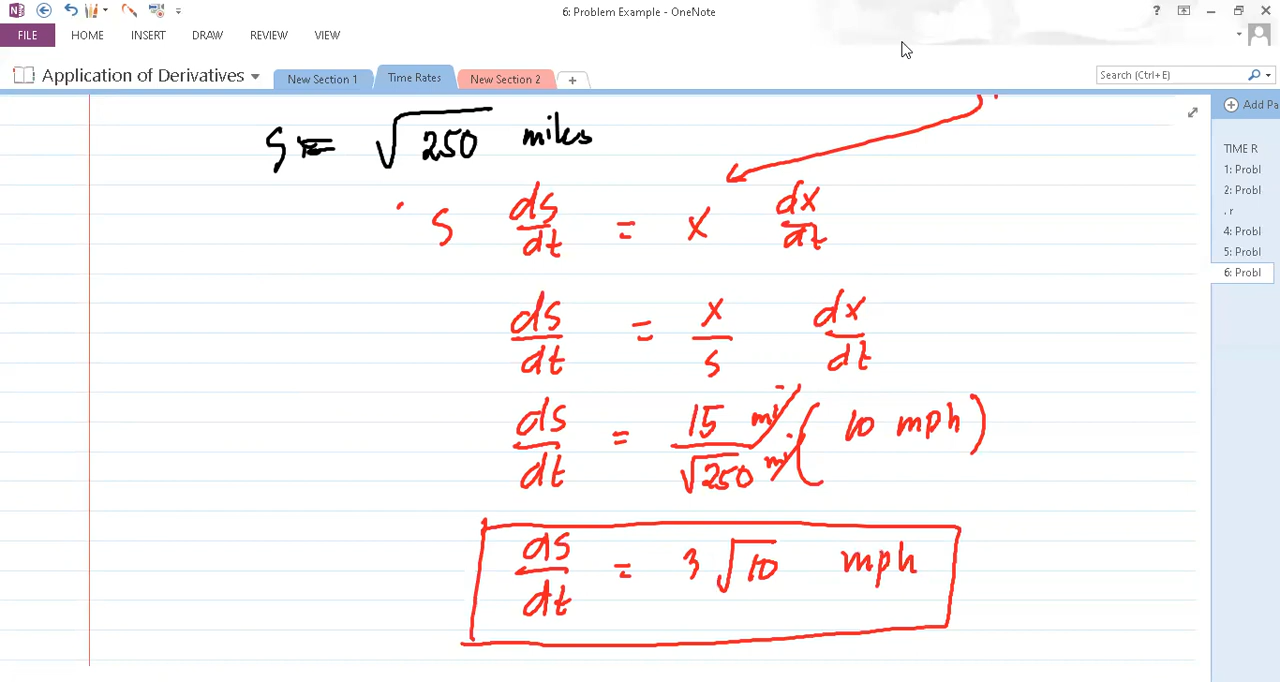 6: Problem Example - OneNote
?
FILE HOME INSERT DRAW REVIEW VIEW
Application of Derivatives New Section 1 Time Rates New Section 2 + Search (Ctrl+E)
Add Pa
TIME R
1: Probl
2: Probl
. r
4: Probl
5: Probl
6: Probl
s = √250 miles
s ds/dt = x dx/dt
ds/dt = x/s dx/dt
ds/dt = 15 mi/√250 mi (10 mph)
ds/dt = 3√10 mph